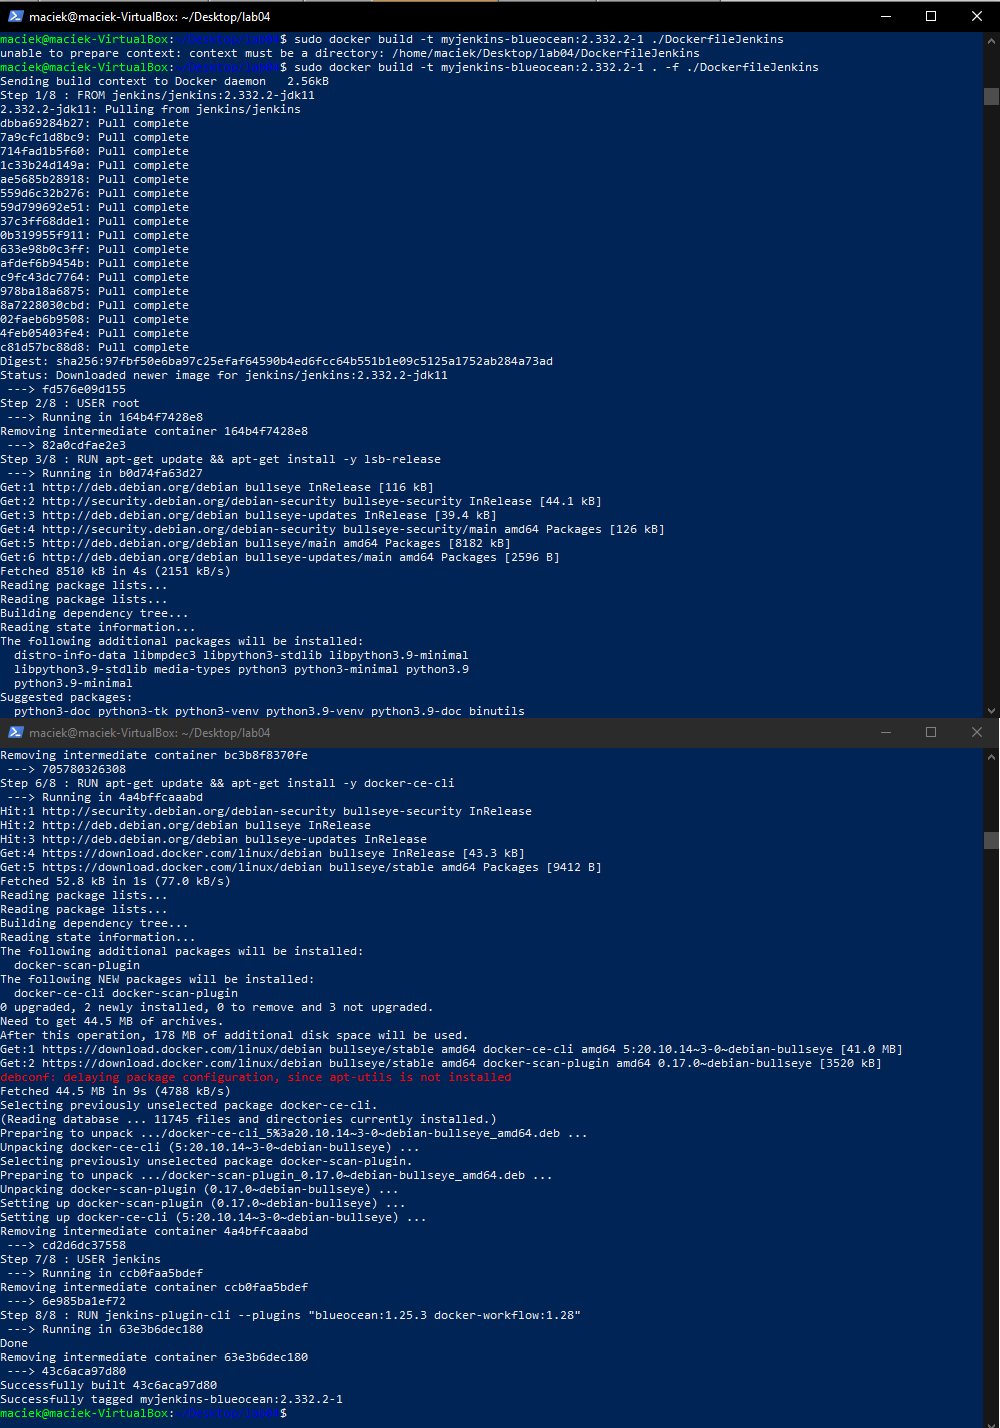 maciek@maciek-VirtualBox: ~/Desktop/lab04
maciek@maciek-VirtualBox:~/Desktop/lab04$ sudo docker build -t myjenkins-blueocean:2.332.2-1 ./DockerfileJenkins
unable to prepare context: context must be a directory: /home/maciek/Desktop/lab04/DockerfileJenkins
maciek@maciek-VirtualBox:~/Desktop/lab04$ sudo docker build -t myjenkins-blueocean:2.332.2-1 . -f ./DockerfileJenkins
Sending build context to Docker daemon   2.56kB
Step 1/8 : FROM jenkins/jenkins:2.332.2-jdk11
2.332.2-jdk11: Pulling from jenkins/jenkins
dbba69284b27: Pull complete
7a9cfc1d8bc9: Pull complete
714fad1b5f60: Pull complete
1c33b24d149a: Pull complete
ae5685b28918: Pull complete
559d6c32b276: Pull complete
59d799692e51: Pull complete
37c3ff68dde1: Pull complete
0b319955f911: Pull complete
633e98b0c3ff: Pull complete
afdef6b9454b: Pull complete
c9fc43dc7764: Pull complete
978ba18a6875: Pull complete
8a7228030cbd: Pull complete
02faeb6b9508: Pull complete
4feb05403fe4: Pull complete
c81d57bc88d8: Pull complete
Digest: sha256:97fbf50e6ba97c25efaf64590b4ed6fcc64b551b1e09c5125a1752ab284a73ad
Status: Downloaded newer image for jenkins/jenkins:2.332.2-jdk11
 ---> fd576e09d155
Step 2/8 : USER root
 ---> Running in 164b4f7428e8
Removing intermediate container 164b4f7428e8
 ---> 82a0cdfae2e3
Step 3/8 : RUN apt-get update && apt-get install -y lsb-release
 ---> Running in b0d74fa63d27
Get:1 http://deb.debian.org/debian bullseye InRelease [116 kB]
Get:2 http://security.debian.org/debian-security bullseye-security InRelease [44.1 kB]
Get:3 http://deb.debian.org/debian bullseye-updates InRelease [39.4 kB]
Get:4 http://security.debian.org/debian-security bullseye-security/main amd64 Packages [126 kB]
Get:5 http://deb.debian.org/debian bullseye/main amd64 Packages [8182 kB]
Get:6 http://deb.debian.org/debian bullseye-updates/main amd64 Packages [2596 B]
Fetched 8510 kB in 4s (2151 kB/s)
Reading package lists...
Reading package lists...
Building dependency tree...
Reading state information...
The following additional packages will be installed:
  distro-info-data libmpdec3 libpython3-stdlib libpython3.9-minimal
  libpython3.9-stdlib media-types python3 python3-minimal python3.9
  python3.9-minimal
Suggested packages:
  python3-doc python3-tk python3-venv python3.9-venv python3.9-doc binutils
maciek@maciek-VirtualBox: ~/Desktop/lab04
Removing intermediate container bc3b8f8370fe
 ---> 705780326308
Step 6/8 : RUN apt-get update && apt-get install -y docker-ce-cli
 ---> Running in 4a4bffcaaabd
Hit:1 http://security.debian.org/debian-security bullseye-security InRelease
Hit:2 http://deb.debian.org/debian bullseye InRelease
Hit:3 http://deb.debian.org/debian bullseye-updates InRelease
Get:4 https://download.docker.com/linux/debian bullseye InRelease [43.3 kB]
Get:5 https://download.docker.com/linux/debian bullseye/stable amd64 Packages [9412 B]
Fetched 52.8 kB in 1s (77.0 kB/s)
Reading package lists...
Reading package lists...
Building dependency tree...
Reading state information...
The following additional packages will be installed:
  docker-scan-plugin
The following NEW packages will be installed:
  docker-ce-cli docker-scan-plugin
0 upgraded, 2 newly installed, 0 to remove and 3 not upgraded.
Need to get 44.5 MB of archives.
After this operation, 178 MB of additional disk space will be used.
Get:1 https://download.docker.com/linux/debian bullseye/stable amd64 docker-ce-cli amd64 5:20.10.14~3-0~debian-bullseye [41.0 MB]
Get:2 https://download.docker.com/linux/debian bullseye/stable amd64 docker-scan-plugin amd64 0.17.0~debian-bullseye [3520 kB]
debconf: delaying package configuration, since apt-utils is not installed
Fetched 44.5 MB in 9s (4788 kB/s)
Selecting previously unselected package docker-ce-cli.
(Reading database ... 11745 files and directories currently installed.)
Preparing to unpack .../docker-ce-cli_5%3a20.10.14~3-0~debian-bullseye_amd64.deb ...
Unpacking docker-ce-cli (5:20.10.14~3-0~debian-bullseye) ...
Selecting previously unselected package docker-scan-plugin.
Preparing to unpack .../docker-scan-plugin_0.17.0~debian-bullseye_amd64.deb ...
Unpacking docker-scan-plugin (0.17.0~debian-bullseye) ...
Setting up docker-scan-plugin (0.17.0~debian-bullseye) ...
Setting up docker-ce-cli (5:20.10.14~3-0~debian-bullseye) ...
Removing intermediate container 4a4bffcaaabd
 ---> cd2d6dc37558
Step 7/8 : USER jenkins
 ---> Running in ccb0faa5bdef
Removing intermediate container ccb0faa5bdef
 ---> 6e985ba1ef72
Step 8/8 : RUN jenkins-plugin-cli --plugins "blueocean:1.25.3 docker-workflow:1.28"
 ---> Running in 63e3b6dec180
Done
Removing intermediate container 63e3b6dec180
 ---> 43c6aca97d80
Successfully built 43c6aca97d80
Successfully tagged myjenkins-blueocean:2.332.2-1
maciek@maciek-VirtualBox:~/Desktop/lab04$